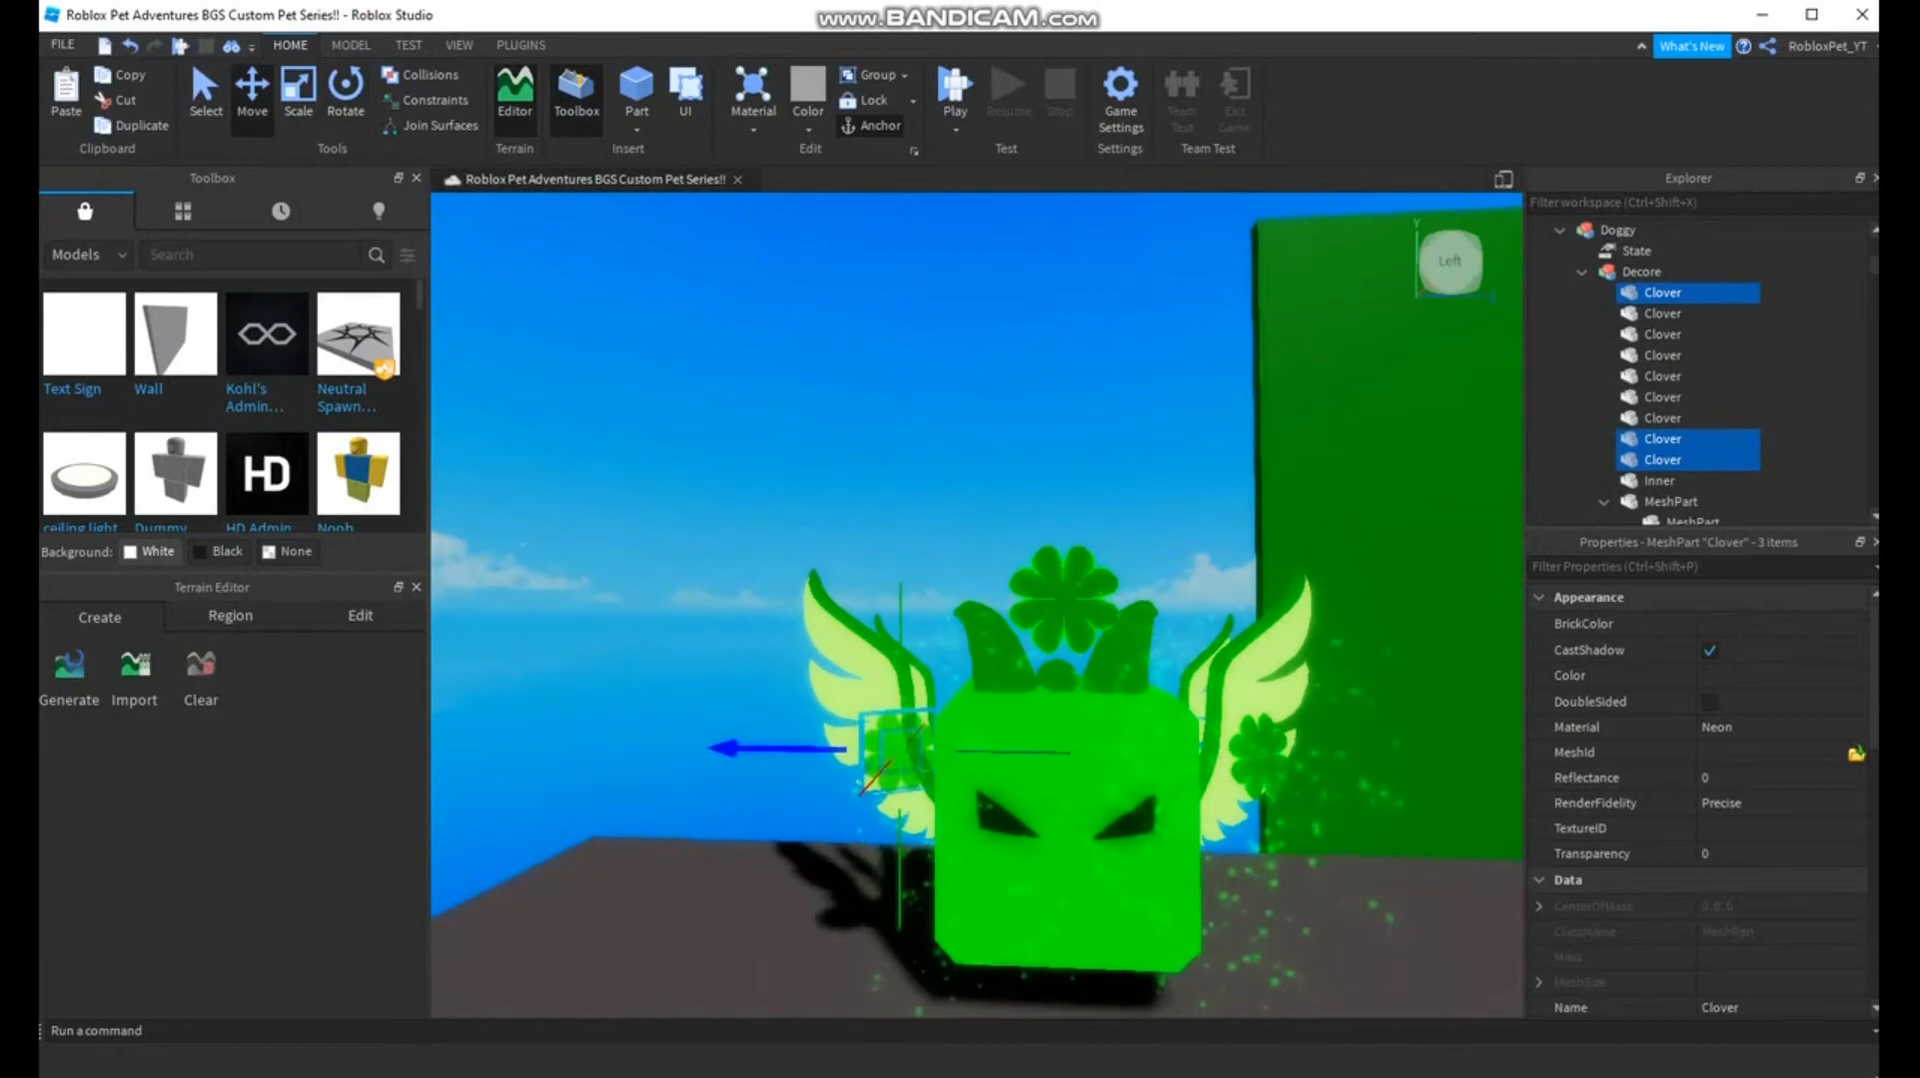 Roblox Pet Adventures BGS Custom Pet Series!! - Roblox Studio
www.BANDICAM.com
FILE
HOME
MODEL
TEST
VIEW
PLUGINS
What's New
RobloxPet_YT
Paste
Copy
Cut
Duplicate
Clipboard
Select
Move
Scale
Rotate
Tools
Collisions
Constraints
Join Surfaces
Editor
Terrain
Toolbox
Part
UI
Insert
Material
Color
Group
Lock
Anchor
Edit
Play
Resume
Stop
Test
Game
Settings
Settings
Team
Test
Exit
Game
Team Test
Toolbox
Models
Search
Text Sign
Wall
Kohl's
Admin...
Neutral
Spawn...
HD
ceiling light
Dummy
HD Admin
Noob
Background:
White
Black
None
Terrain Editor
Create
Region
Edit
Generate
Import
Clear
Roblox Pet Adventures BGS Custom Pet Series!!
Y
Left
Explorer
Filter workspace (Ctrl+Shift+X)
Doggy
State
Decore
Clover
Clover
Clover
Clover
Clover
Clover
Clover
Clover
Clover
Inner
MeshPart
MeshPart
Properties - MeshPart "Clover" - 3 items
Filter Properties (Ctrl+Shift+P)
Appearance
BrickColor
CastShadow
Color
DoubleSided
Material Neon
MeshId
Reflectance 0
RenderFidelity Precise
TextureID
Transparency 0
Data
CenterOfMass 0,0,0
ClassName MeshPart
Mass
MeshSize
Name Clover
Run a command